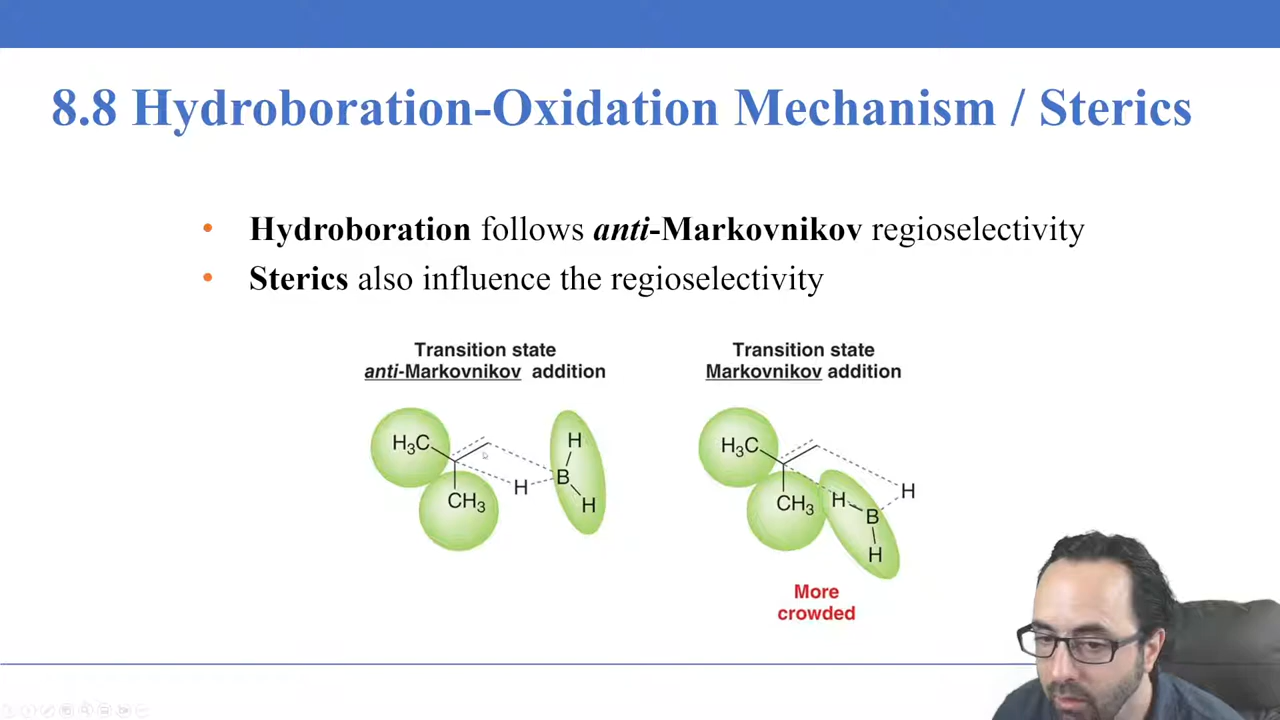 8.8 Hydroboration-Oxidation Mechanism / Sterics
• Hydroboration follows anti-Markovnikov regioselectivity
• Sterics also influence the regioselectivity
Transition state
anti-Markovnikov addition
H₃C
CH₃
H
B
H
H
Transition state
Markovnikov addition
H₃C
CH₃
H
B
H
H
More
crowded